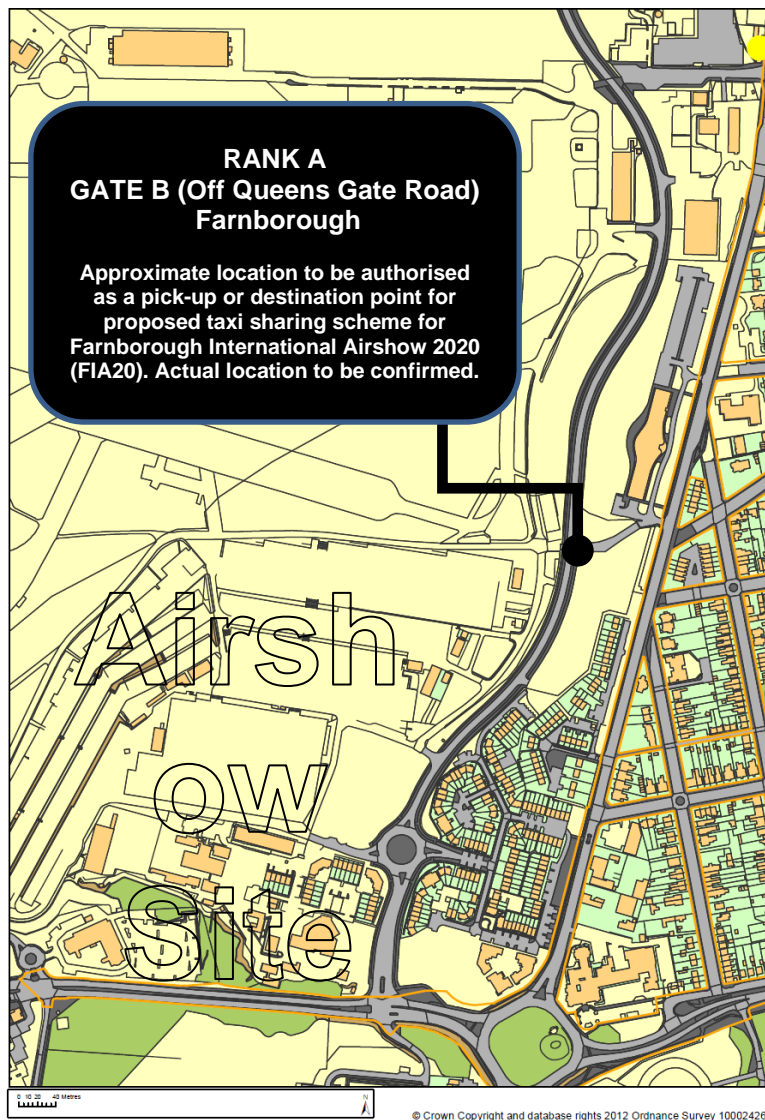 RANK A
GATE B (Off Queens Gate Road)
Farnborough
Approximate location to be authorised
as a pick-up or destination point for
proposed taxi sharing scheme for
Farnborough International Airshow 2020
(FIA20). Actual location to be confirmed.
Airsh
ow
Site
0 10 20 40 Metres
N
© Crown Copyright and database rights 2012 Ordnance Survey 10002426